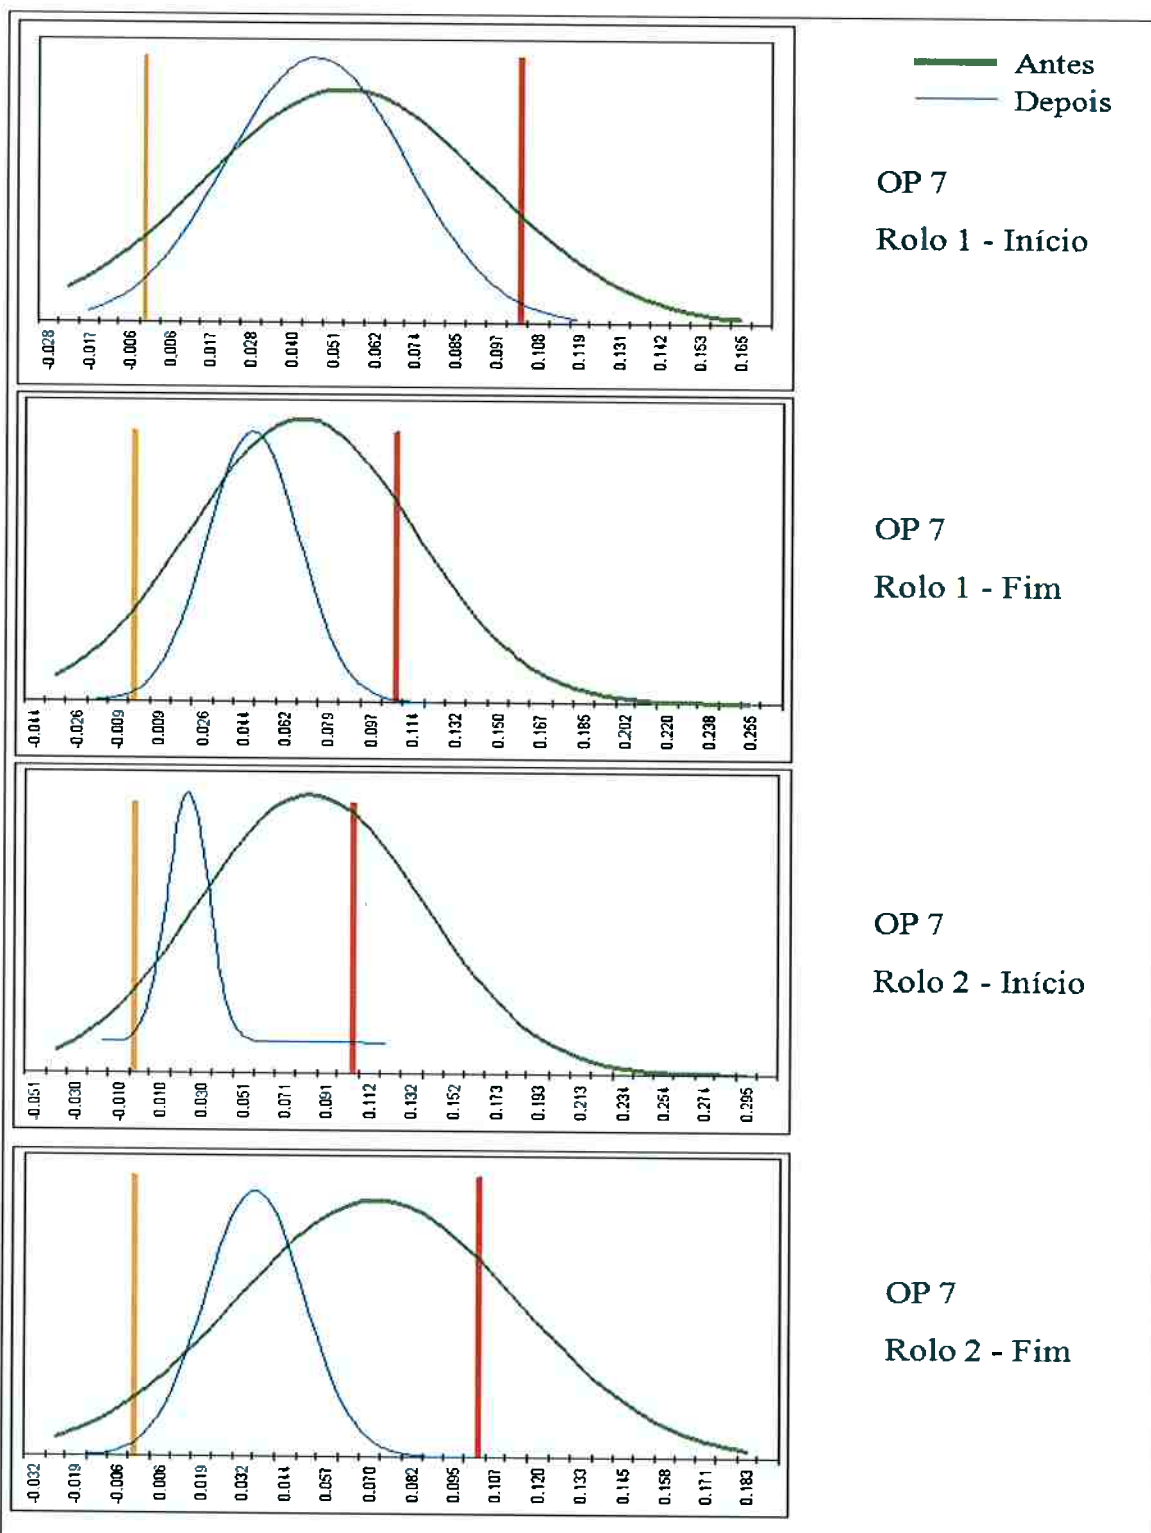 Antes
Depois
OP 7
Rolo 1 - Início
-0.028 -0.017 -0.006 0.006 0.017 0.028 0.040 0.051 0.062 0.074 0.085 0.097 0.108 0.119 0.131 0.142 0.153 0.165
OP 7
Rolo 1 - Fim
-0.044 -0.026 -0.009 0.009 0.026 0.044 0.062 0.079 0.097 0.114 0.132 0.150 0.167 0.185 0.202 0.220 0.238 0.255
OP 7
Rolo 2 - Início
-0.051 -0.030 -0.010 0.010 0.030 0.051 0.071 0.091 0.112 0.132 0.152 0.173 0.193 0.213 0.234 0.254 0.274 0.295
OP 7
Rolo 2 - Fim
-0.032 -0.019 -0.006 0.006 0.019 0.032 0.044 0.057 0.070 0.082 0.095 0.107 0.120 0.133 0.145 0.158 0.171 0.183